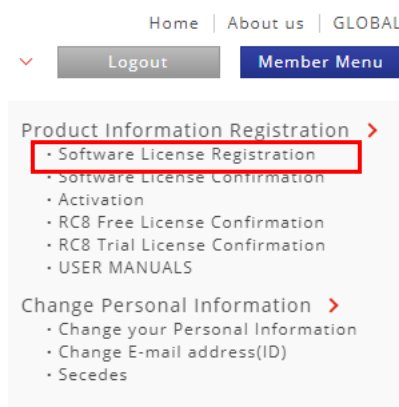 Home | About us | GLOBAL
Logout Member Menu
Product Information Registration
・Software License Registration
・Software License Confirmation
・Activation
・RC8 Free License Confirmation
・RC8 Trial License Confirmation
・USER MANUALS
Change Personal Information
・Change your Personal Information
・Change E-mail address(ID)
・Secedes